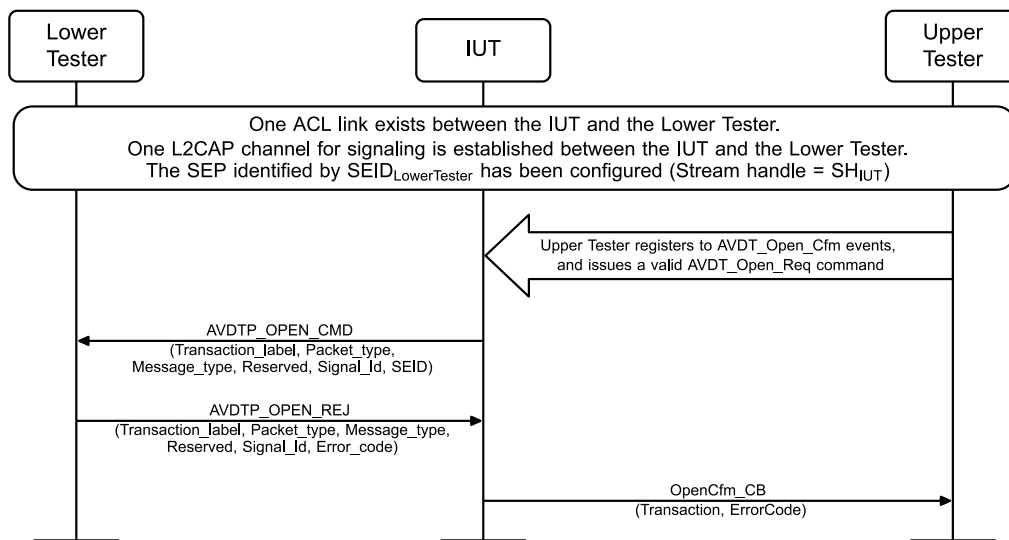 Lower
Tester
IUT
Upper
Tester
One ACL link exists between the IUT and the Lower Tester.
One L2CAP channel for signaling is established between the IUT and the Lower Tester.
The SEP identified by SEIDLowerTester has been configured (Stream handle = SHIUT)
Upper Tester registers to AVDT_Open_Cfm events,
and issues a valid AVDT_Open_Req command
AVDTP_OPEN_CMD
(Transaction_label, Packet_type,
Message_type, Reserved, Signal_Id, SEID)
AVDTP_OPEN_REJ
(Transaction_label, Packet_type, Message_type,
Reserved, Signal_Id, Error_code)
OpenCfm_CB
(Transaction, ErrorCode)